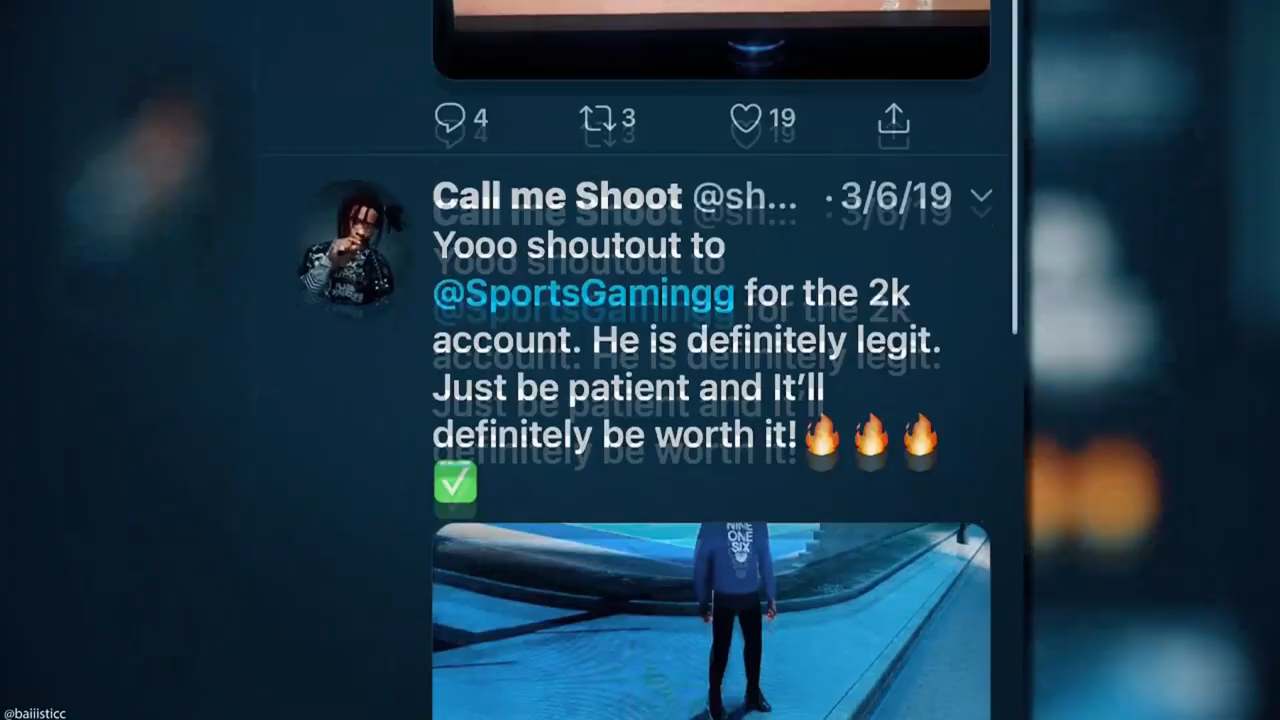 4 3 19
Call me Shoot @sh... · 3/6/19
Yooo shoutout to
@SportsGamingg for the 2k
account. He is definitely legit.
Just be patient and It’ll
definitely be worth it!🔥🔥🔥
✅
NINE
ONE
SIX
@baiiisticc